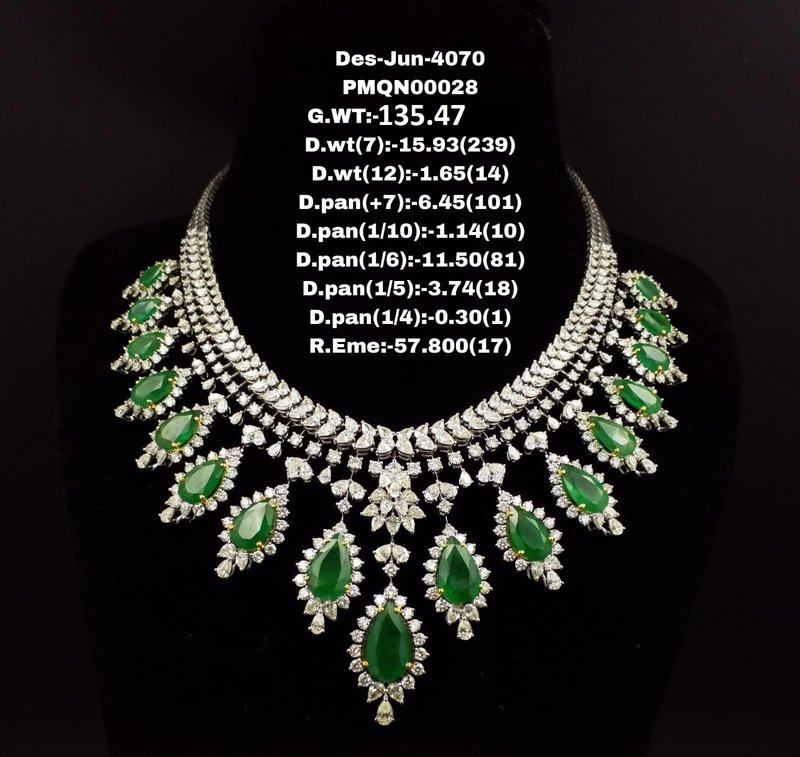 Des-Jun-4070
PMQN00028
G.WT:-135.47
D.wt(7):-15.93(239)
D.wt(12):-1.65(14)
D.pan(+7):-6.45(101)
D.pan(1/10):-1.14(10)
D.pan(1/6):-11.50(81)
D.pan(1/5):-3.74(18)
D.pan(1/4):-0.30(1)
R.Eme:-57.800(17)